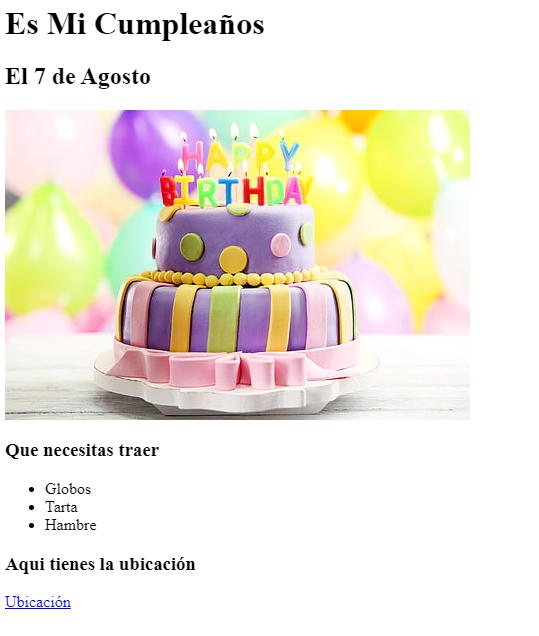 Es Mi Cumpleaños
El 7 de Agosto
HAPPY
BIRTHDAY
Que necesitas traer
Globos
Tarta
Hambre
Aqui tienes la ubicación
Ubicación